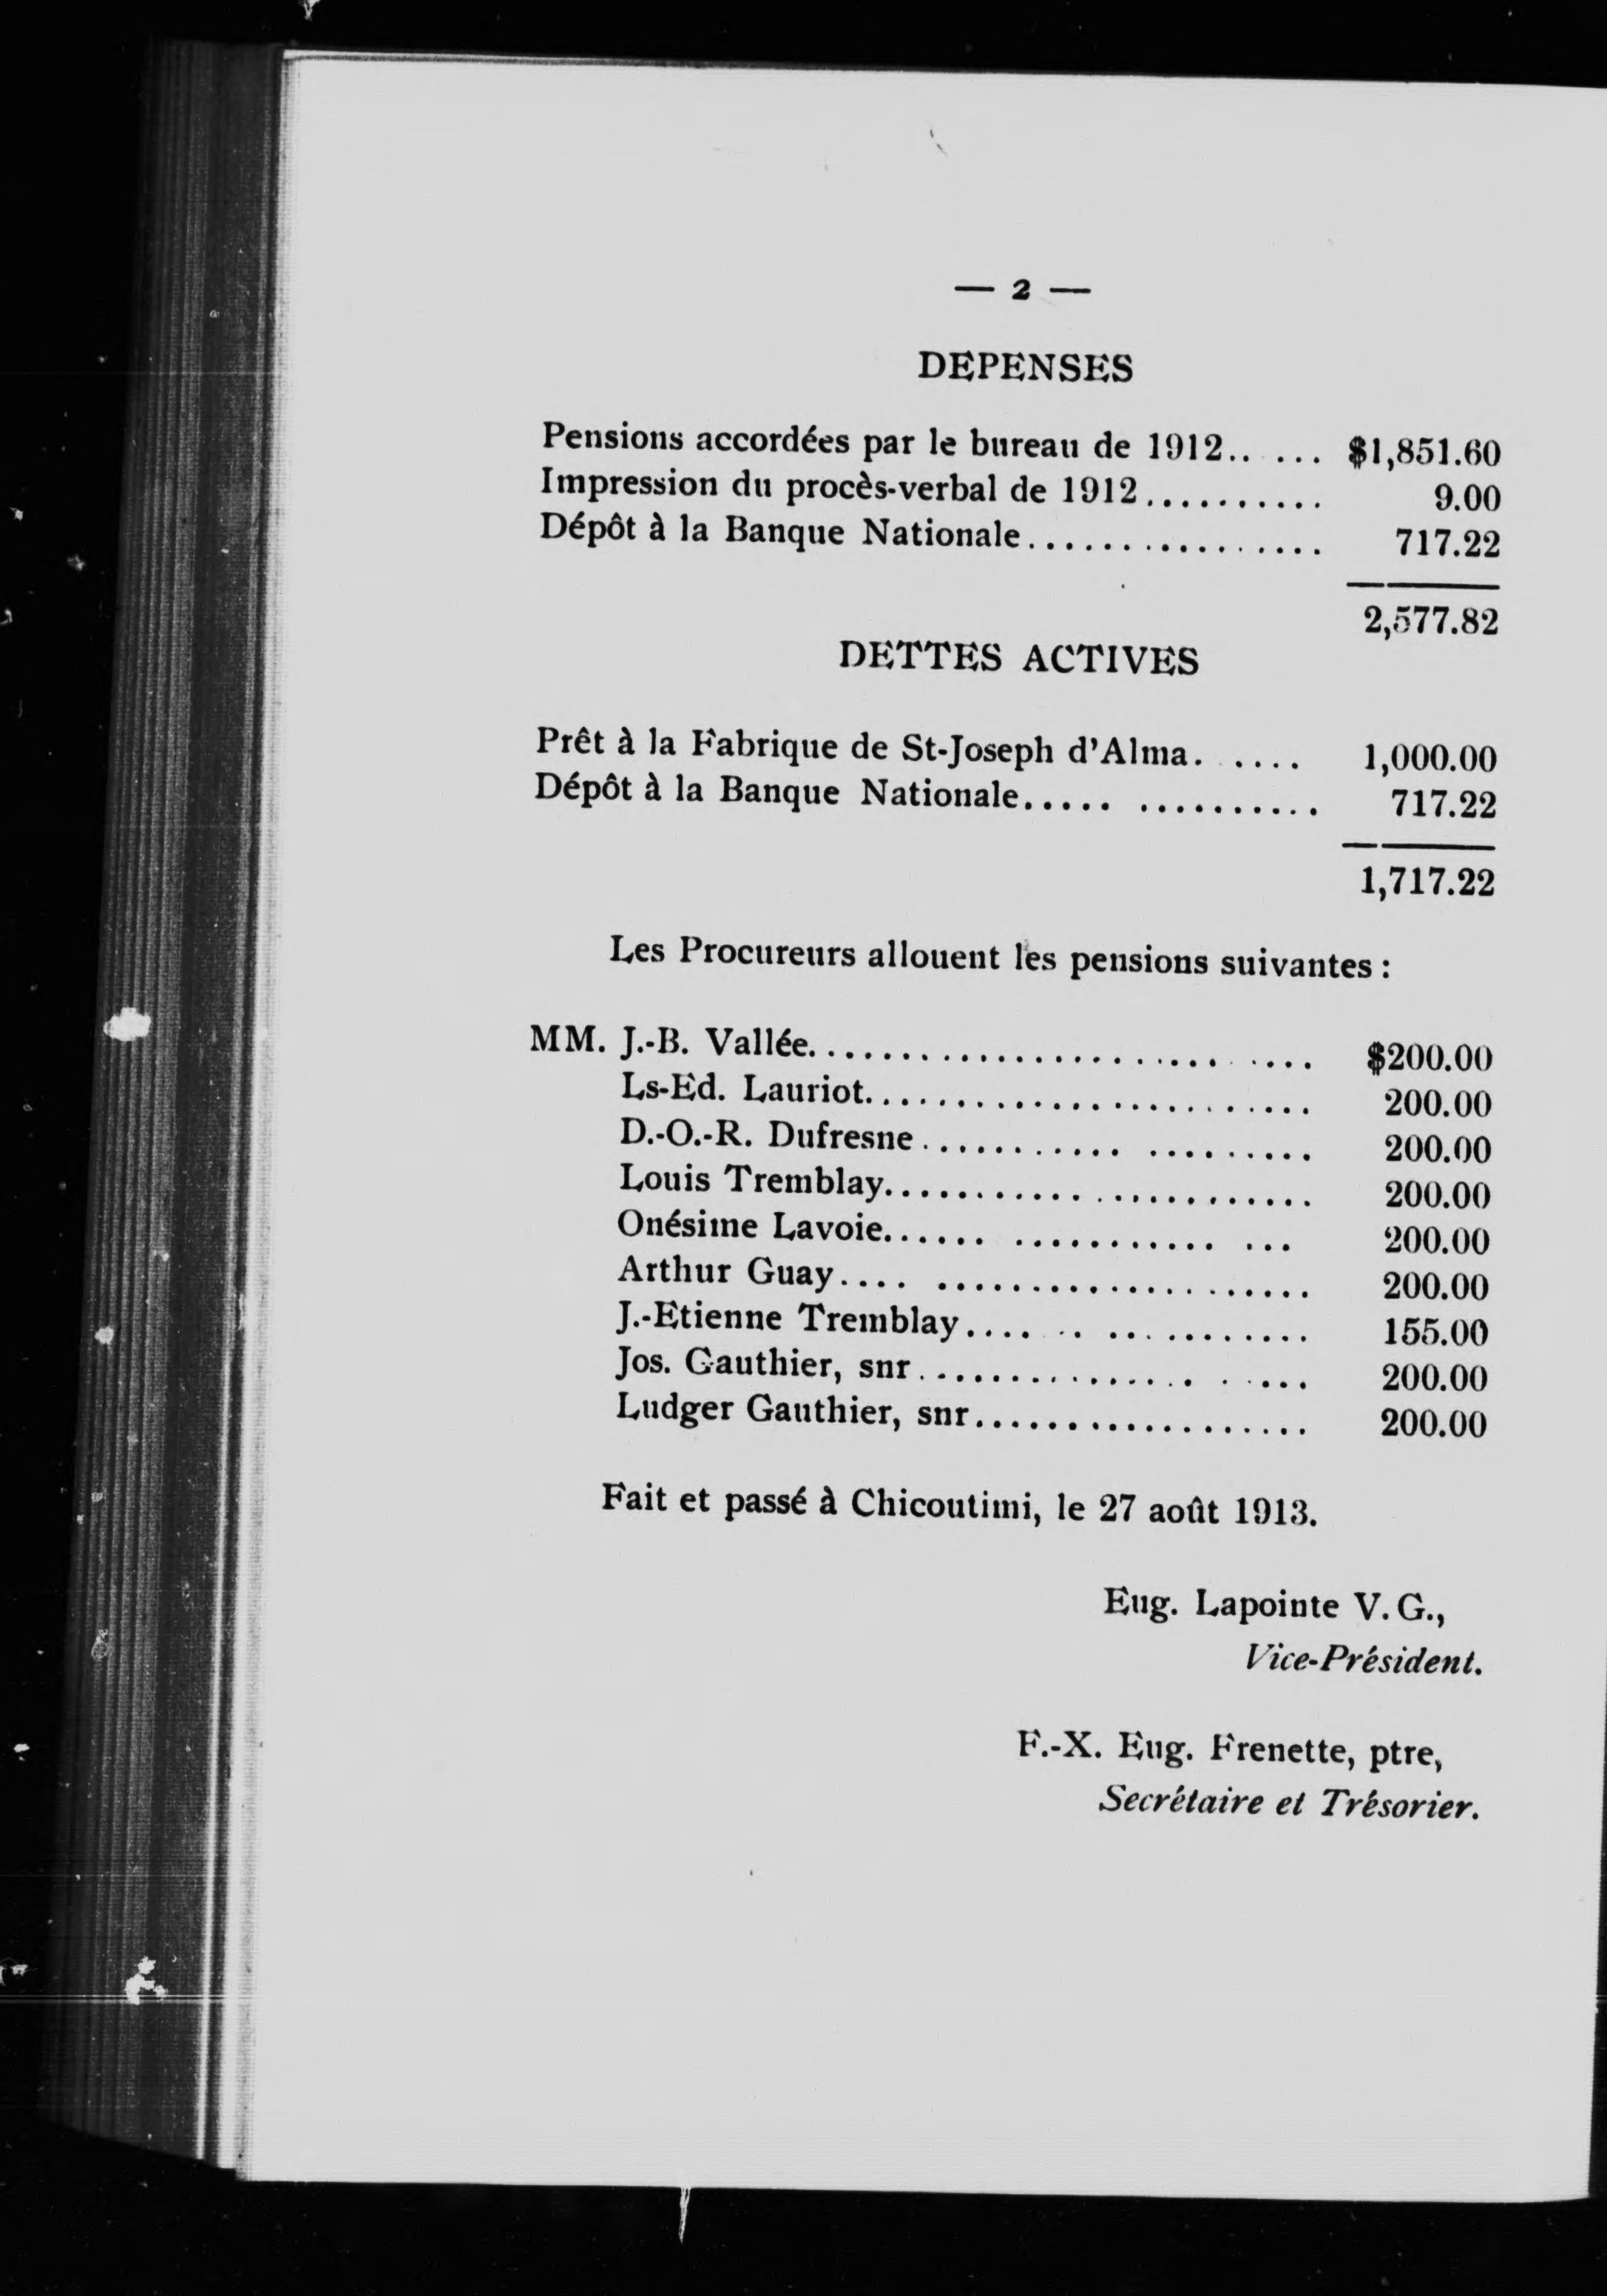 — 2 —
DEPENSES
Pensions accordées par le bureau de 1912.. ... $1,851.60
Impression du procès-verbal de 1912.......... 9.00
Dépôt à la Banque Nationale................. 717.22
2,577.82
DETTES ACTIVES
Prêt à la Fabrique de St-Joseph d'Alma. ..... 1,000.00
Dépôt à la Banque Nationale..... .......... 717.22
1,717.22
Les Procureurs allouent les pensions suivantes :
MM. J.-B. Vallée............................. $200.00
Ls-Ed. Lauriot......................... 200.00
D.-O.-R. Dufresne........... ......... 200.00
Louis Tremblay........................ 200.00
Onésime Lavoie...... ........... ... 200.00
Arthur Guay.... ................... 200.00
J.-Etienne Tremblay.... .. ........... 155.00
Jos. Gauthier, snr............... .... 200.00
Ludger Gauthier, snr.................. 200.00
Fait et passé à Chicoutimi, le 27 août 1913.
Eug. Lapointe V. G.,
Vice-Président.
F.-X. Eug. Frenette, ptre,
Secrétaire et Trésorier.